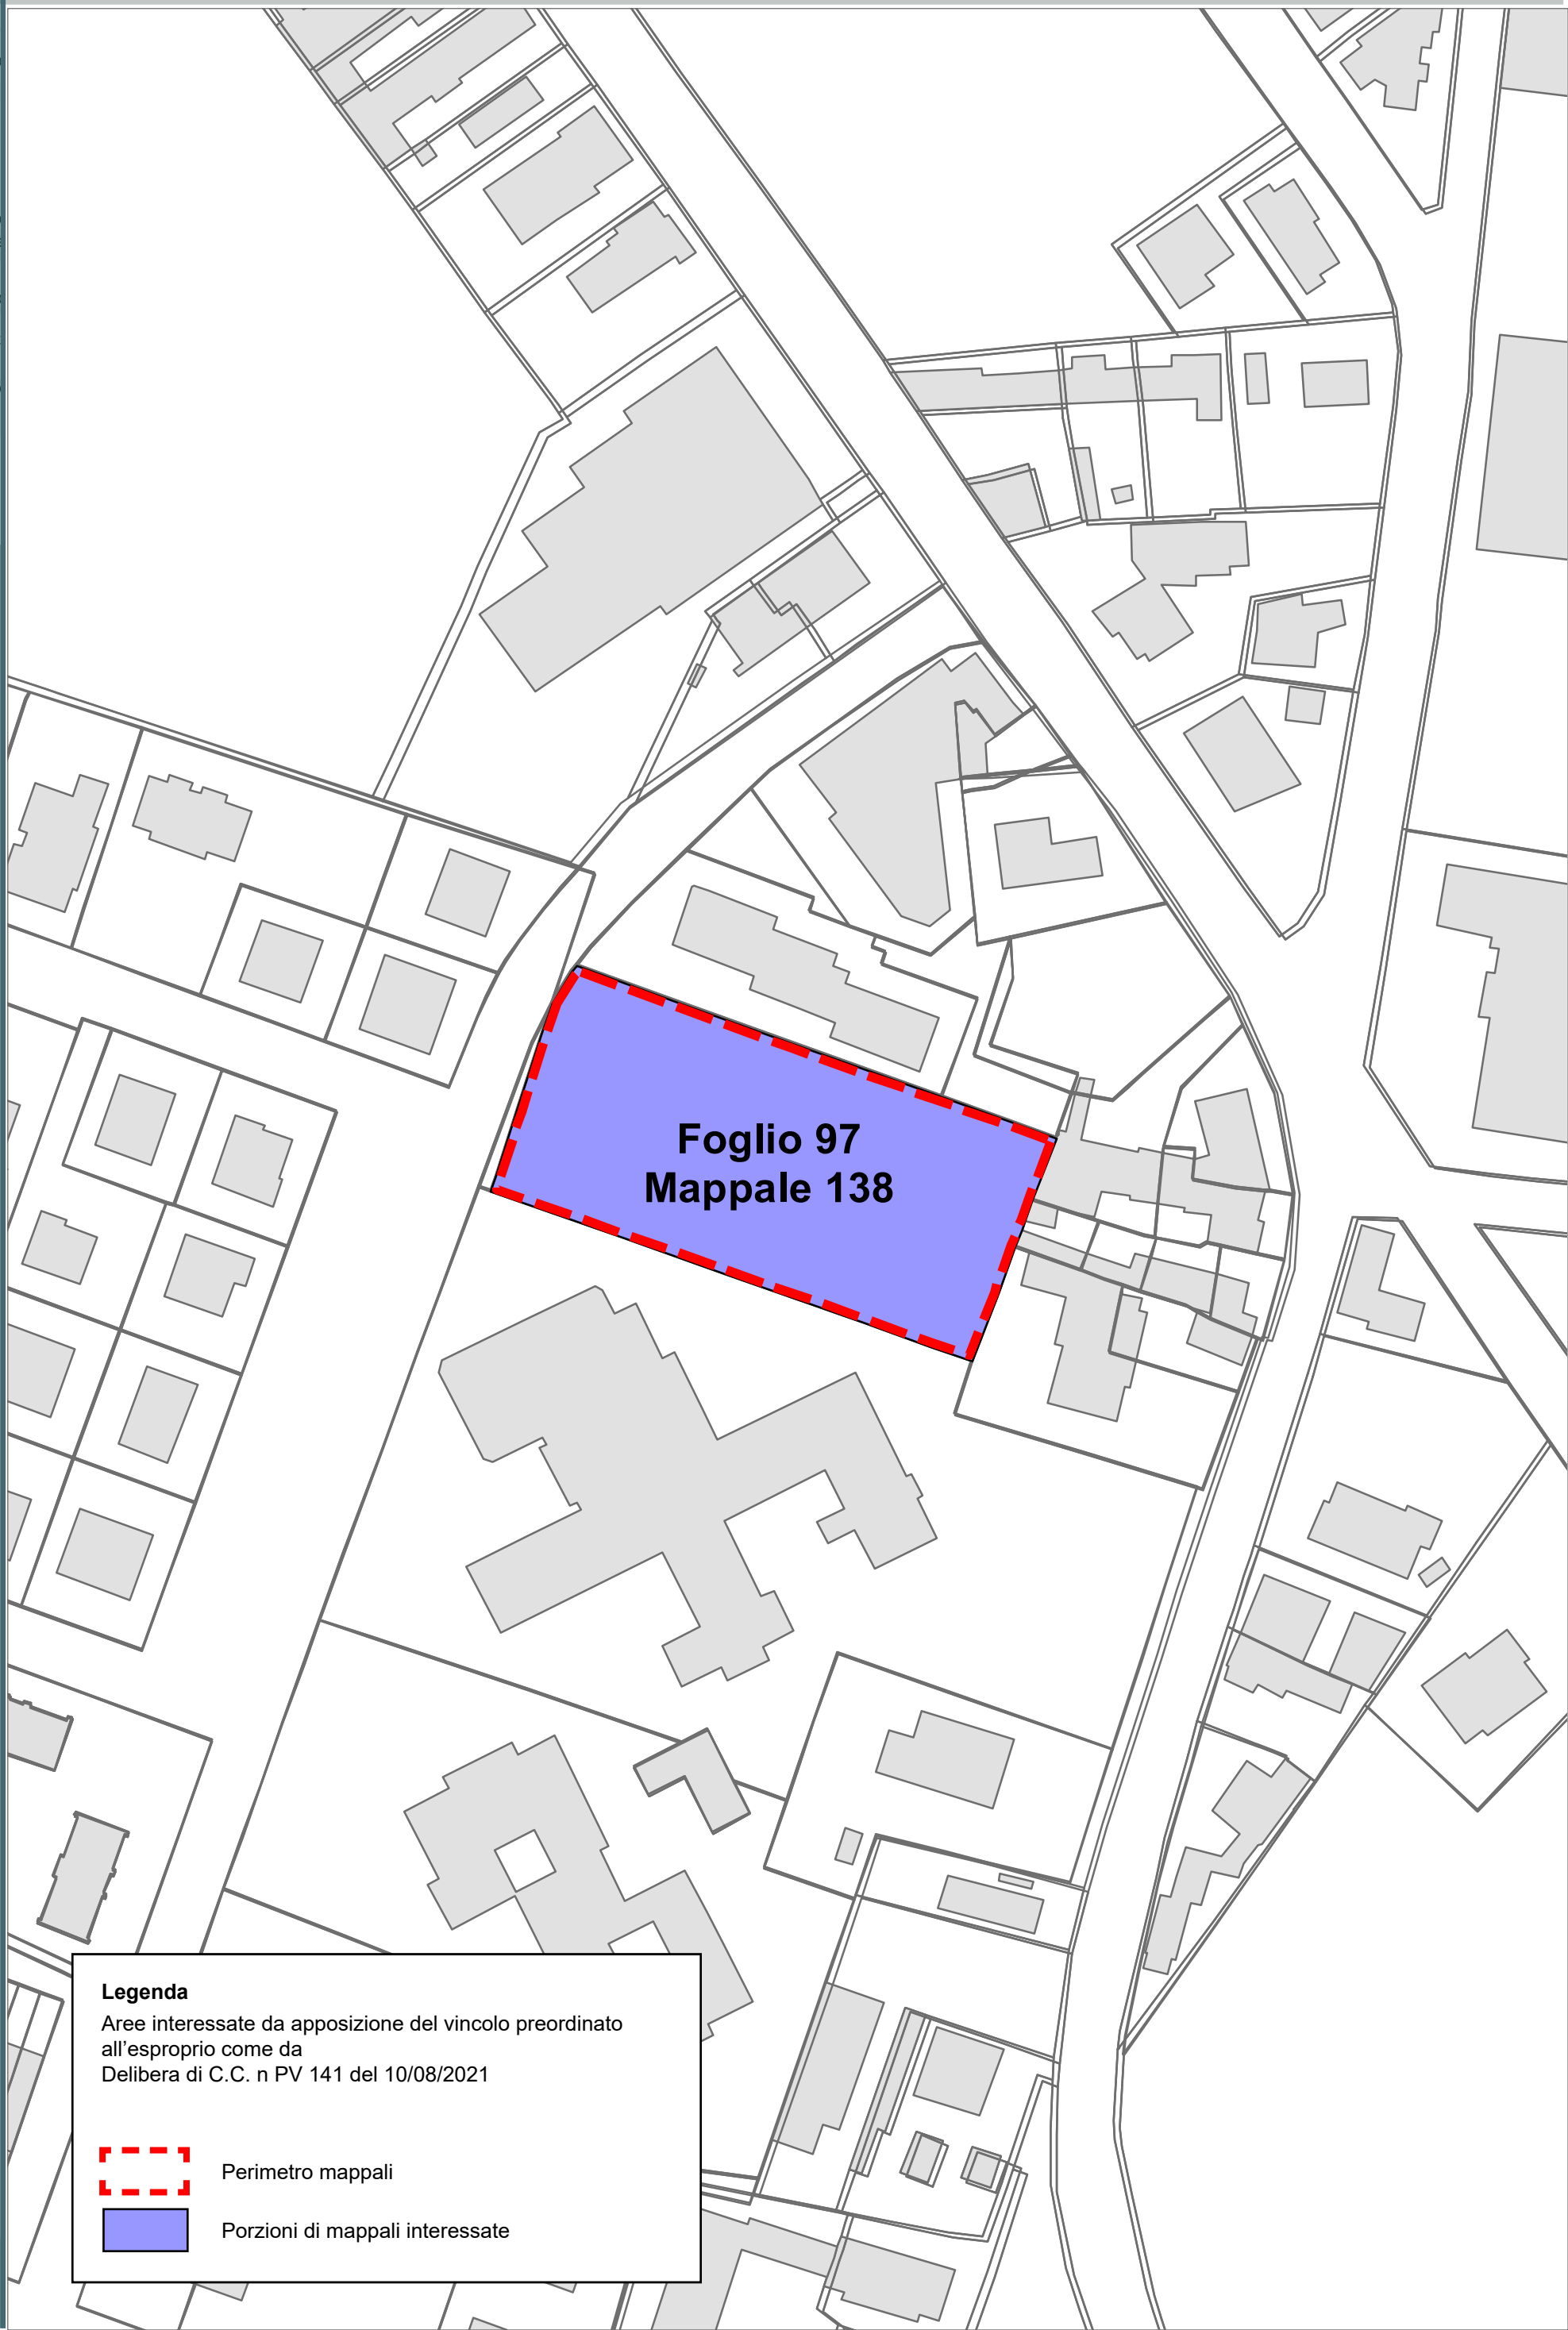 Foglio 97
Mappale 138
Legenda
Aree interessate da apposizione del vincolo preordinato
all'esproprio come da
Delibera di C.C. n PV 141 del 10/08/2021
Perimetro mappali
Porzioni di mappali interessate